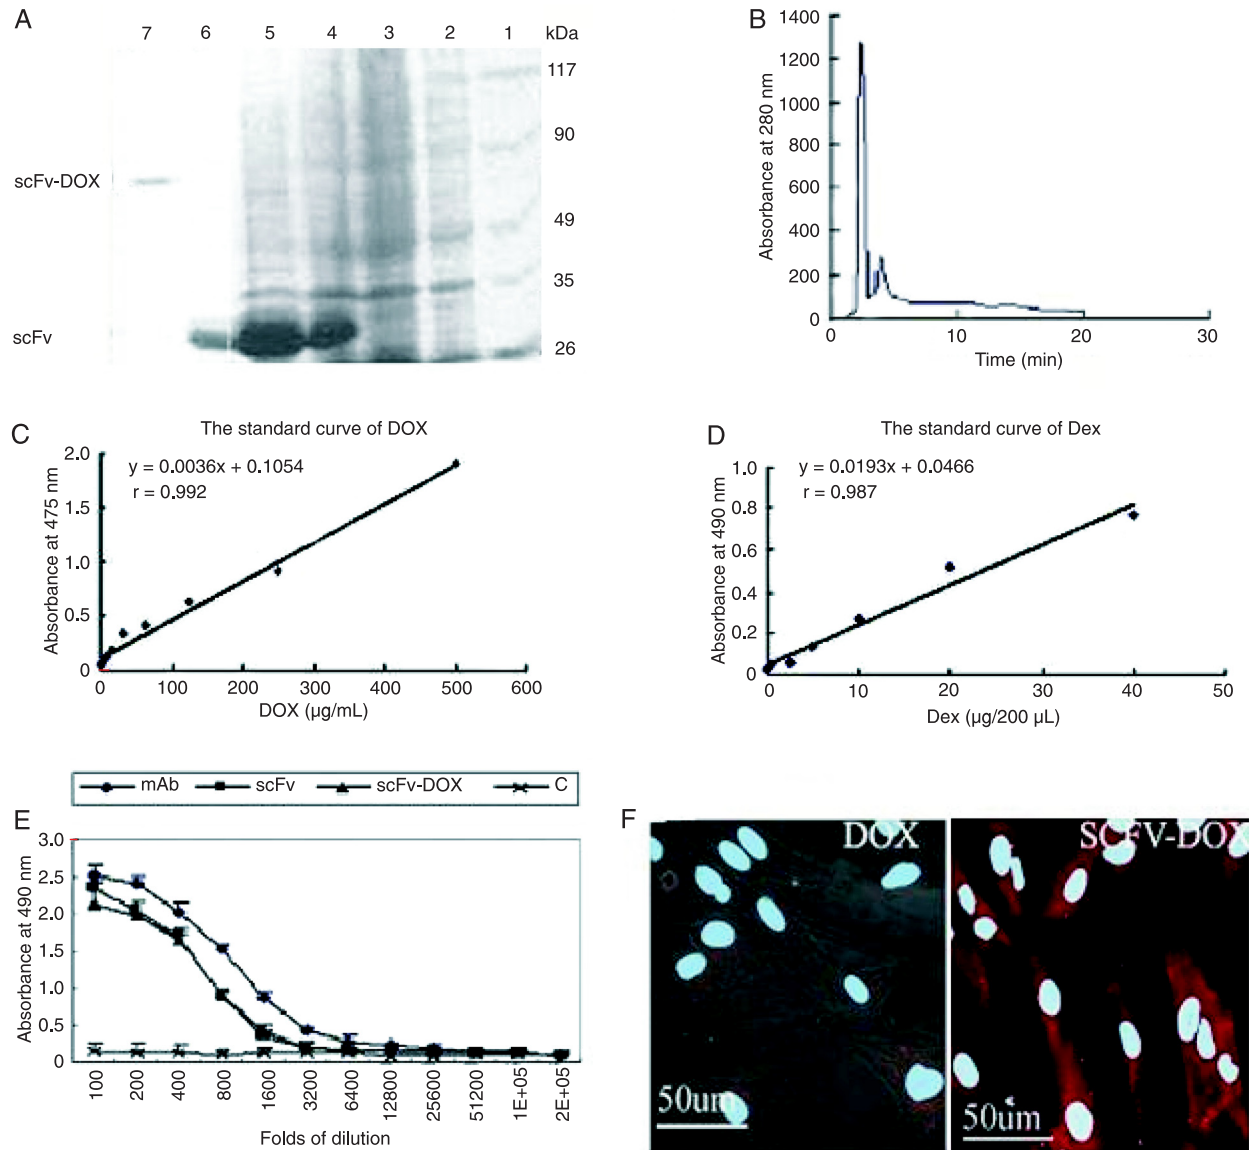 A
7 6 5 4 3 2 1 kDa
117
90
scFv-DOX
49
35
scFv
26
B
Absorbance at 280 nm
1400
1200
1000
800
600
400
200
0
0 10 20 30
Time (min)
C
The standard curve of DOX
y = 0.0036x + 0.1054
r = 0.992
Absorbance at 475 nm
2.0
1.5
1.0
0.5
0
0 100 200 300 400 500 600
DOX (µg/mL)
D
The standard curve of Dex
y = 0.0193x + 0.0466
r = 0.987
Absorbance at 490 nm
1.0
0.8
0.6
0.4
0.2
0
0 10 20 30 40 50
Dex (µg/200 µL)
mAb scFv scFv-DOX C
E
Absorbance at 490 nm
3.0
2.5
2.0
1.5
1.0
0.5
0
100 200 400 800 1600 3200 6400 12800 25600 51200 1E+05 2E+05
Folds of dilution
F
DOX
50um
SCFV-DOX
50um